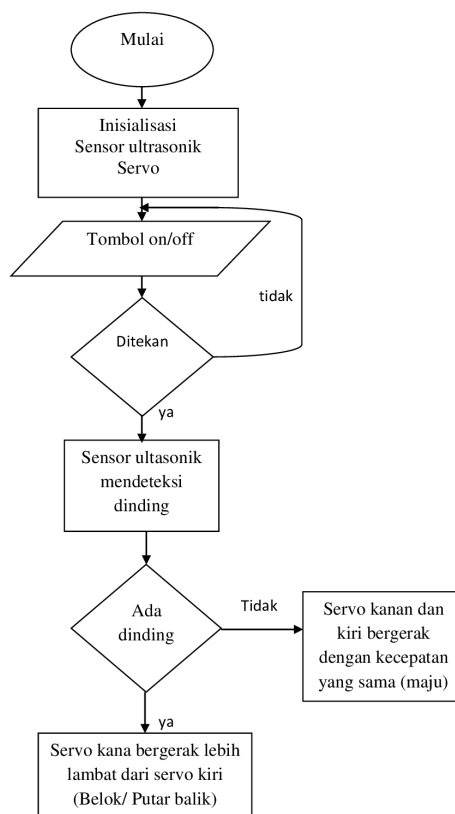 Mulai
Inisialisasi
Sensor ultrasonik
Servo
Tombol on/off
tidak
Ditekan
ya
Sensor ultasonik
mendeteksi
dinding
Ada
dinding
Tidak
Servo kanan dan
kiri bergerak
dengan kecepatan
yang sama (maju)
ya
Servo kana bergerak lebih
lambat dari servo kiri
(Belok/ Putar balik)